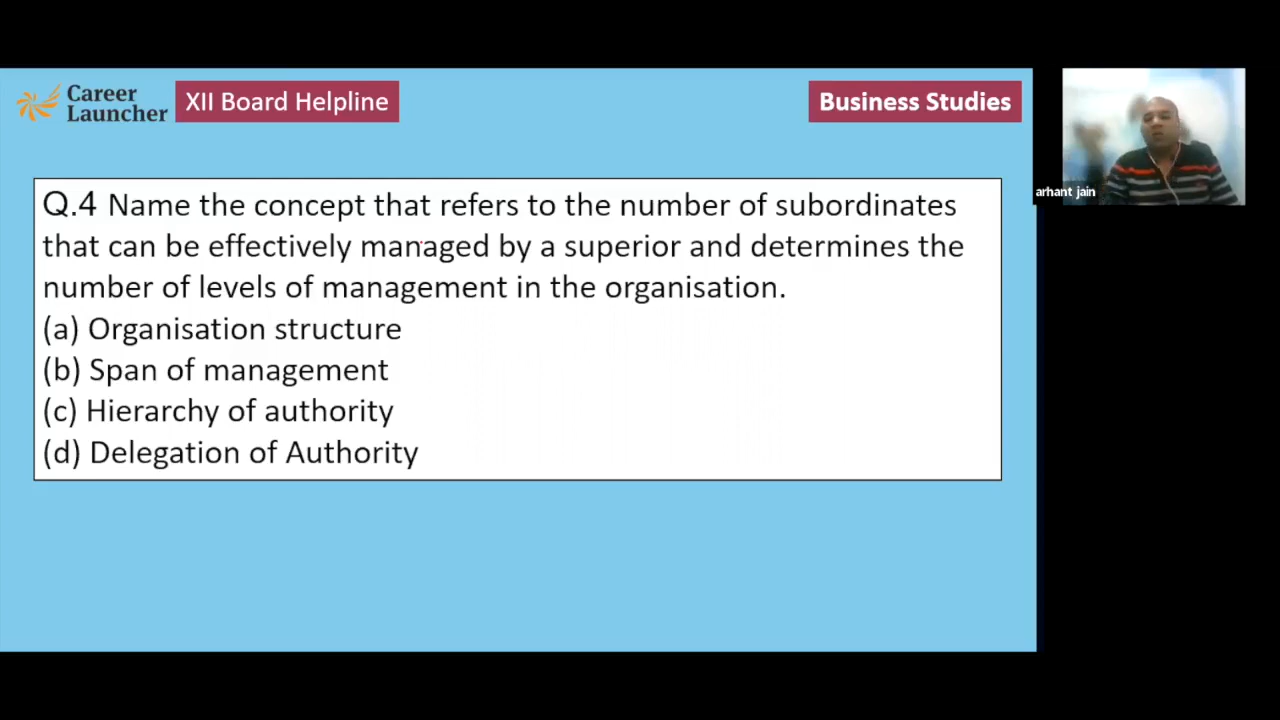 Career
Launcher
XII Board Helpline
Business Studies
arhant jain
Q.4 Name the concept that refers to the number of subordinates
that can be effectively managed by a superior and determines the
number of levels of management in the organisation.
(a) Organisation structure
(b) Span of management
(c) Hierarchy of authority
(d) Delegation of Authority